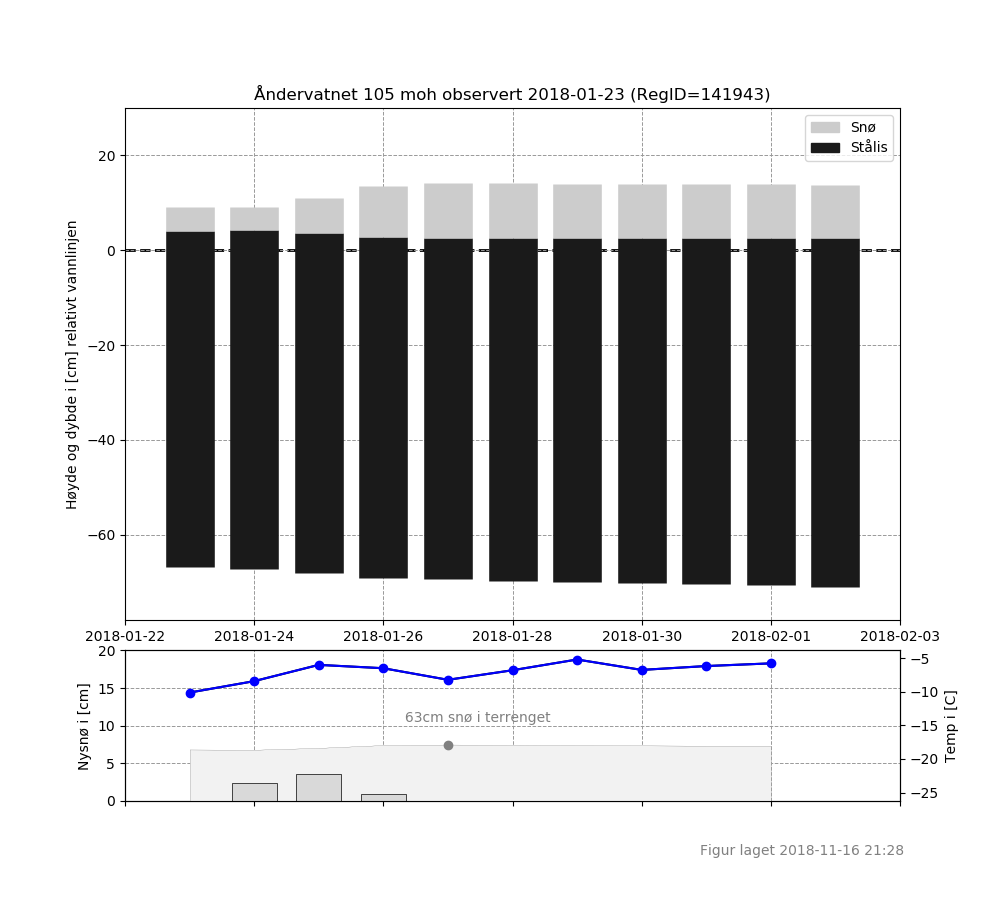 Åndervatnet 105 moh observert 2018-01-23 (RegID=141943)
Snø
Stålis
Høyde og dybde i [cm] relativt vannlinjen
20
0
−20
−40
−60
2018-01-22 2018-01-24 2018-01-26 2018-01-28 2018-01-30 2018-02-01 2018-02-03
Nysnø i [cm]
20
15
10
5
0
63cm snø i terrenget
−5
−10
−15
−20
−25
Temp i [C]
Figur laget 2018-11-16 21:28